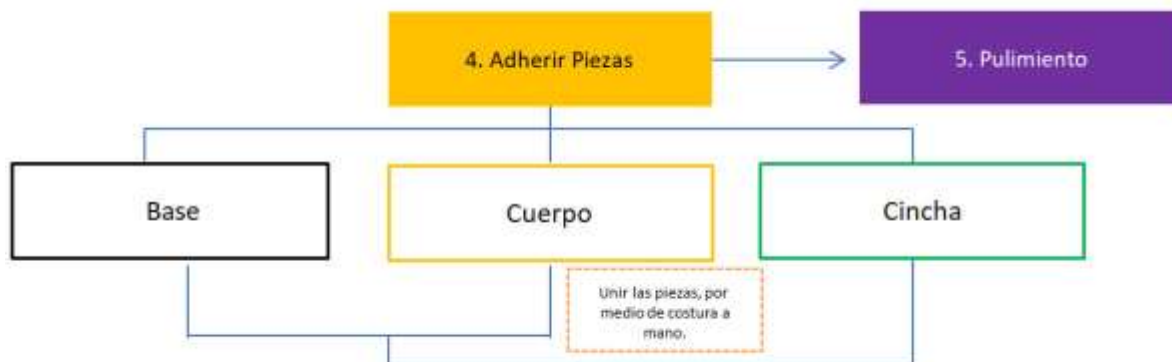 4. Adherir Piezas
5. Pulimiento
Base
Cuerpo
Cincha
Unir las piezas, por
medio de costura a
mano.